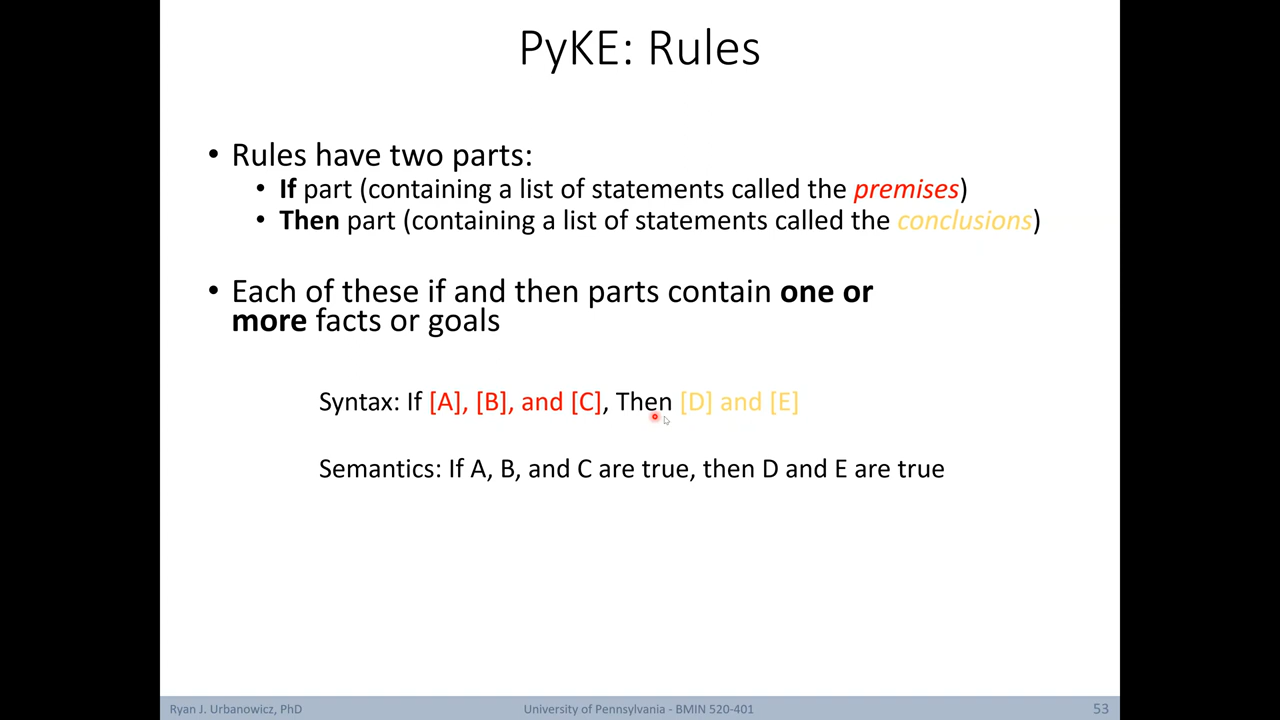 PyKE: Rules
• Rules have two parts:
• If part (containing a list of statements called the premises)
• Then part (containing a list of statements called the conclusions)
• Each of these if and then parts contain one or
more facts or goals
Syntax: If [A], [B], and [C], Then [D] and [E]
Semantics: If A, B, and C are true, then D and E are true
Ryan J. Urbanowicz, PhD
University of Pennsylvania - BMIN 520-401
53